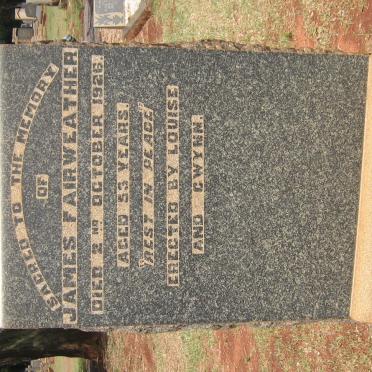 SACRED TO THE MEMORY
OF
JAMES FAIRWEATHER
DIED 2ND OCTOBER 1926.
AGED 53 YEARS.
"REST IN PEACE"
ERECTED BY LOUISE
AND GWYNN.